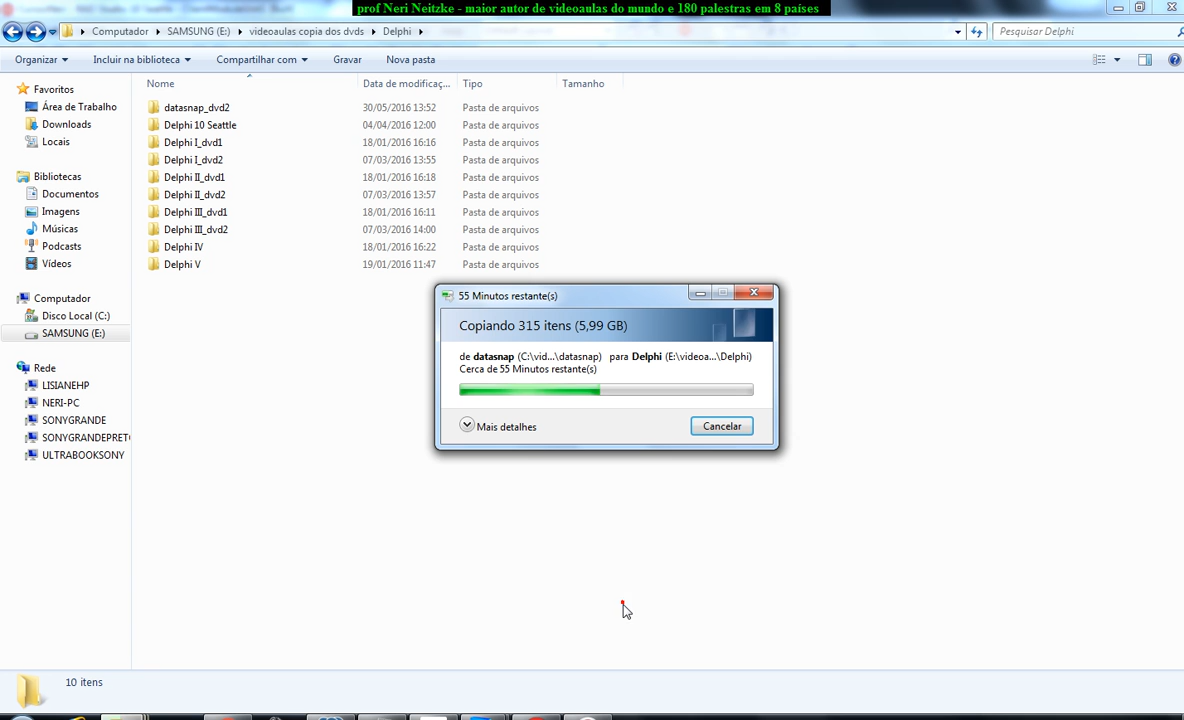 prof Neri Neitzke - maior autor de videoaulas do mundo e 180 palestras em 8 países
Computador SAMSUNG (E:) videoaulas copia dos dvds Delphi
Pesquisar Delphi
Organizar Incluir na biblioteca Compartilhar com Gravar Nova pasta
Nome Data de modificaç... Tipo Tamanho
Favoritos
Área de Trabalho
Downloads
Locais
Bibliotecas
Documentos
Imagens
Músicas
Podcasts
Vídeos
Computador
Disco Local (C:)
SAMSUNG (E:)
Rede
LISIANEHP
NERI-PC
SONYGRANDE
SONYGRANDEPRETO
ULTRABOOKSONY
datasnap_dvd2 30/05/2016 13:52 Pasta de arquivos
Delphi 10 Seattle 04/04/2016 12:00 Pasta de arquivos
Delphi I_dvd1 18/01/2016 16:16 Pasta de arquivos
Delphi I_dvd2 07/03/2016 13:55 Pasta de arquivos
Delphi II_dvd1 18/01/2016 16:18 Pasta de arquivos
Delphi II_dvd2 07/03/2016 13:57 Pasta de arquivos
Delphi III_dvd1 18/01/2016 16:11 Pasta de arquivos
Delphi III_dvd2 07/03/2016 14:00 Pasta de arquivos
Delphi IV 18/01/2016 16:22 Pasta de arquivos
Delphi V 19/01/2016 11:47 Pasta de arquivos
55 Minutos restante(s)
Copiando 315 itens (5,99 GB)
de datasnap (C:\vid...\datasnap) para Delphi (E:\videoa...\Delphi)
Cerca de 55 Minutos restante(s)
Mais detalhes
Cancelar
10 itens